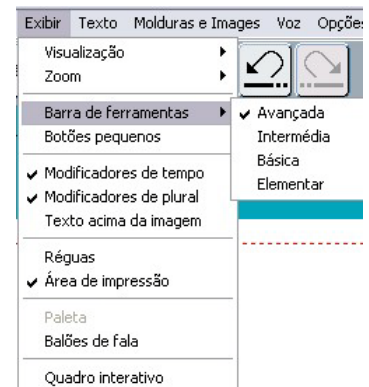 Exibir Texto Molduras e Images Voz Opções
Visualização
Zoom
Barra de ferramentas
Botões pequenos
Modificadores de tempo
Modificadores de plural
Texto acima da imagem
Réguas
Área de impressão
Paleta
Balões de fala
Quadro interativo
Avançada
Intermédia
Básica
Elementar